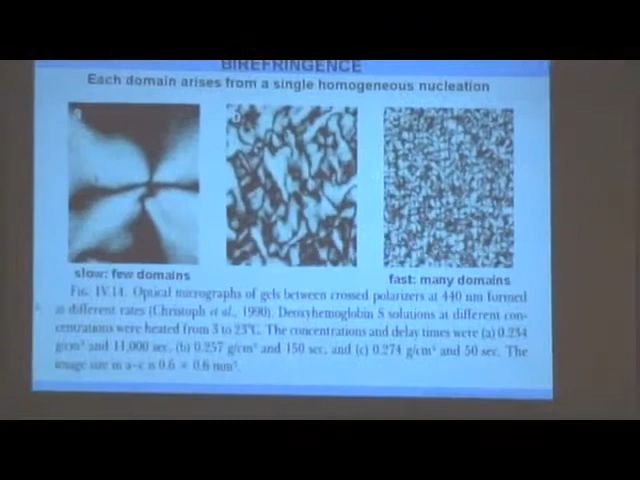 BIREFRINGENCE
Each domain arises from a single homogeneous nucleation
slow: few domains
fast: many domains
FIG. IV.14. Optical micrographs of gels between crossed polarizers at 440 nm formed
at different rates (Christoph et al., 1990). Deoxyhemoglobin S solutions at different con-
centrations were heated from 3 to 23°C. The concentrations and delay times were (a) 0.234
g/cm³ and 11,000 sec, (b) 0.257 g/cm³ and 150 sec, and (c) 0.274 g/cm³ and 50 sec. The
image size in a–c is 0.6 × 0.6 mm².